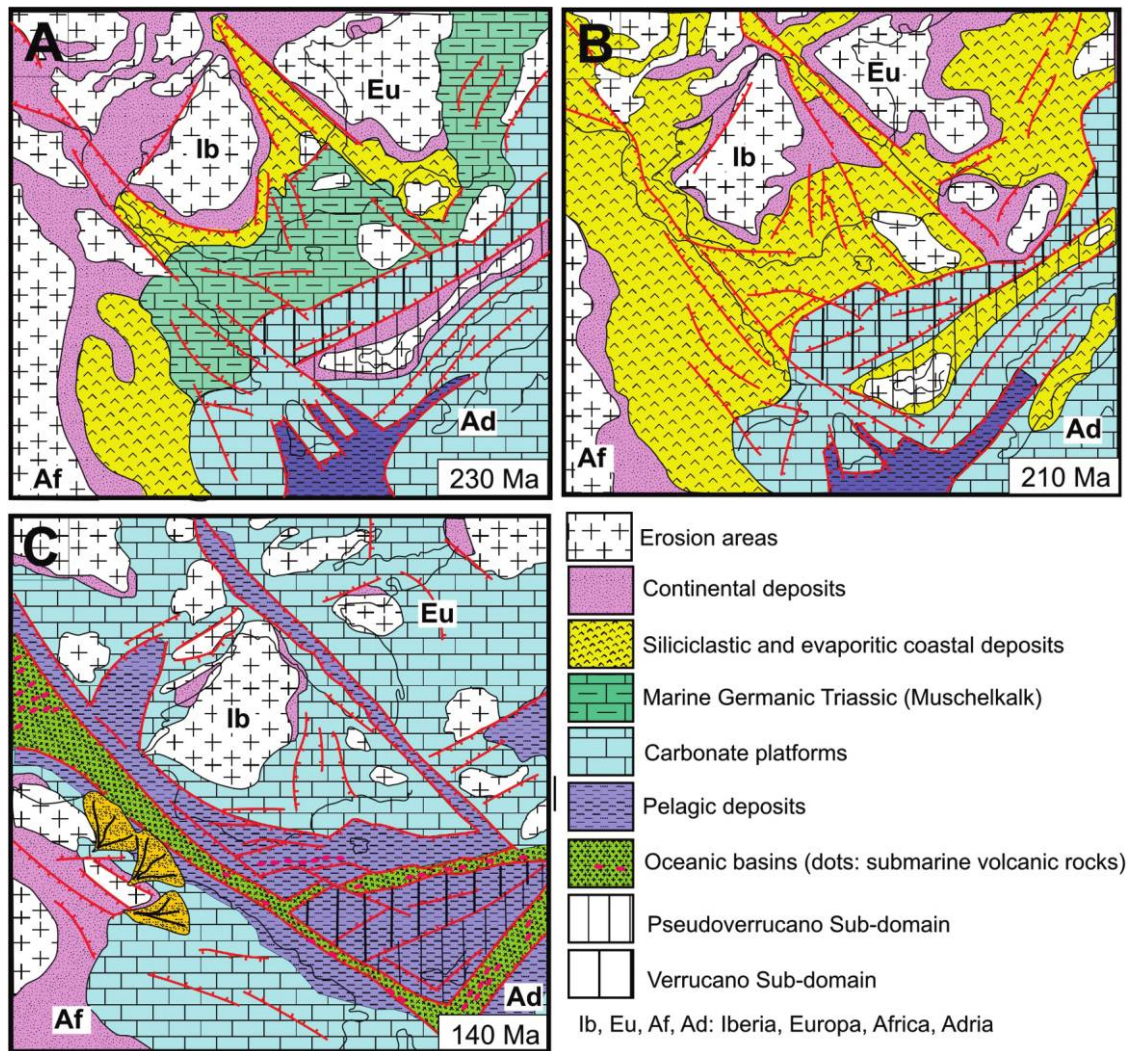 A
Eu
Ib
Ad
Af
230 Ma
B
Eu
Ib
Ad
Af
210 Ma
C
Eu
Ib
Ad
Af
140 Ma
Erosion areas
Continental deposits
Siliciclastic and evaporitic coastal deposits
Marine Germanic Triassic (Muschelkalk)
Carbonate platforms
Pelagic deposits
Oceanic basins (dots: submarine volcanic rocks)
Pseudoverrucano Sub-domain
Verrucano Sub-domain
Ib, Eu, Af, Ad: Iberia, Europa, Africa, Adria